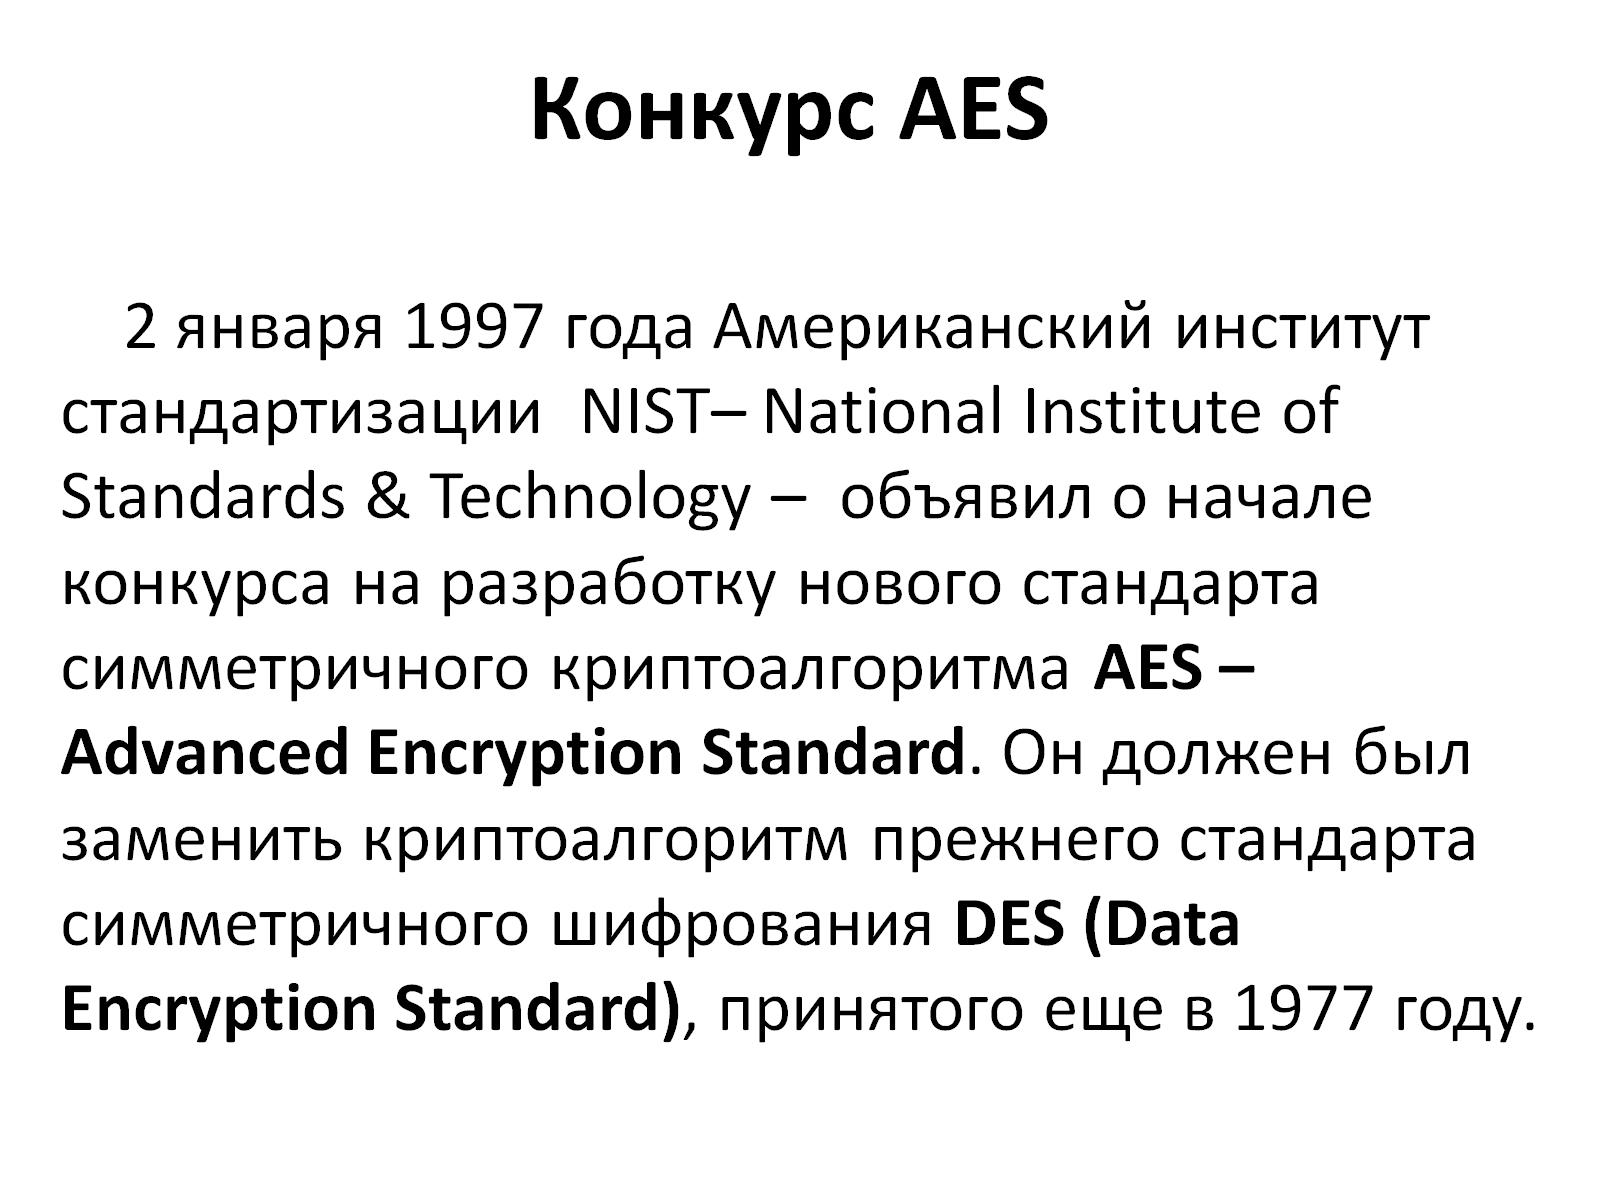 Конкурс AES
2 января 1997 года Американский институт
стандартизации  NIST– National Institute of
Standards & Technology –  объявил о начале
конкурса на разработку нового стандарта
симметричного криптоалгоритма AES –
Advanced Encryption Standard. Он должен был
заменить криптоалгоритм прежнего стандарта
симметричного шифрования DES (Data
Encryption Standard), принятого еще в 1977 году.